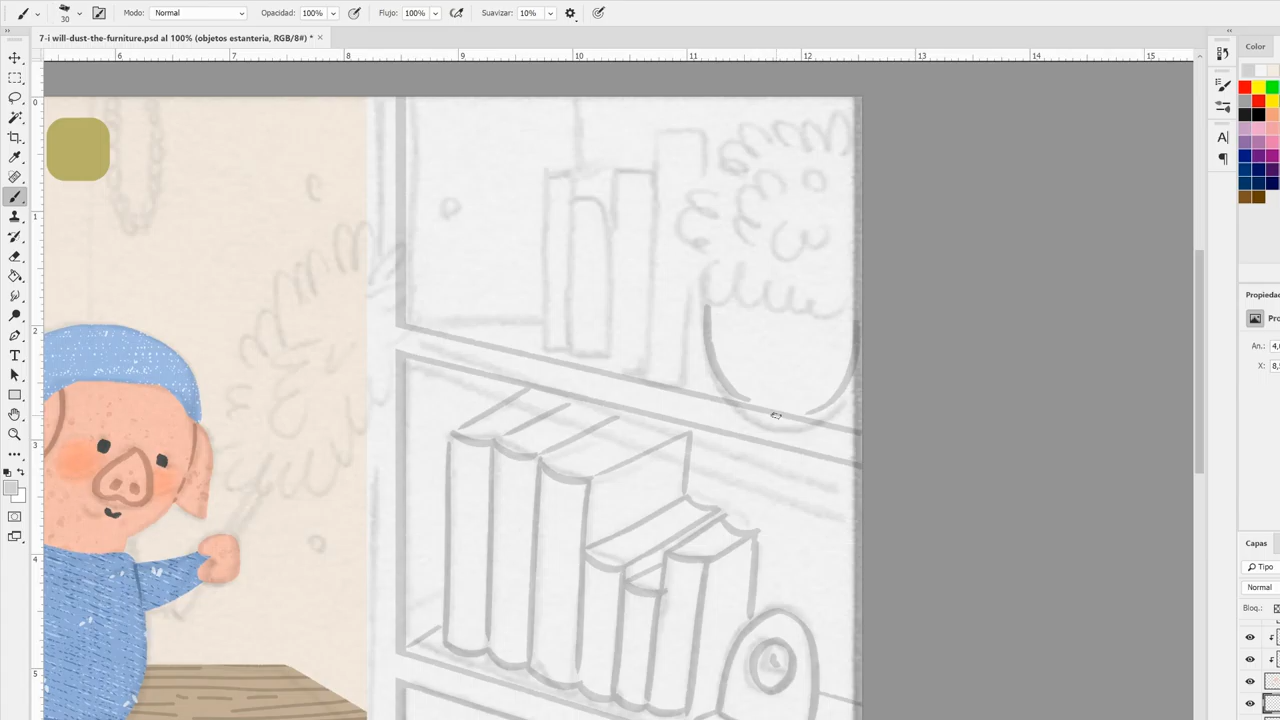 30
Modo:
Normal
Opacidad:
100%
Flujo:
100%
Suavizar:
10%
7-i will-dust-the-furniture.psd al 100% (objetos estanteria, RGB/8#) *
Color
6
7
8
9
10
11
12
13
14
15
0
1
2
3
4
5
A
Propiedad
An.:
X:
Capas
Tipo
Normal
Bloq.: